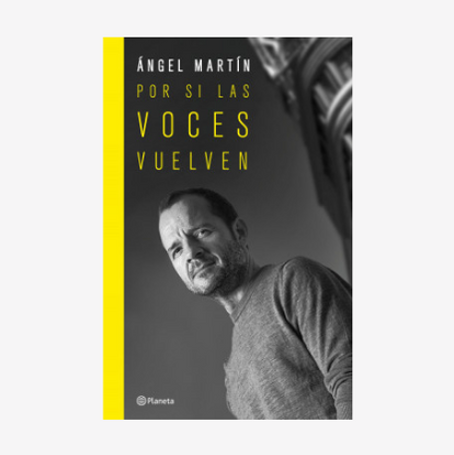 ÁNGEL MARTÍN
POR SI LAS
VOCES
VUELVEN
Planeta